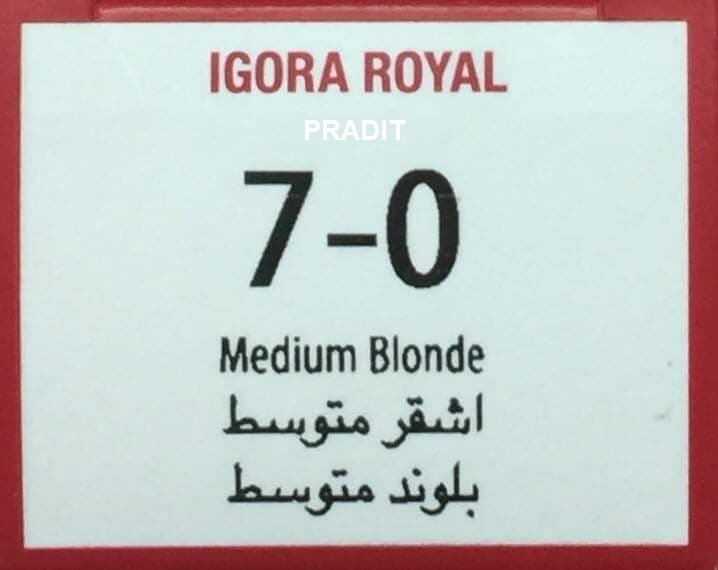 IGORA ROYAL
PRADIT
7-0
Medium Blonde
اشقر متوسط
بلوند متوسط